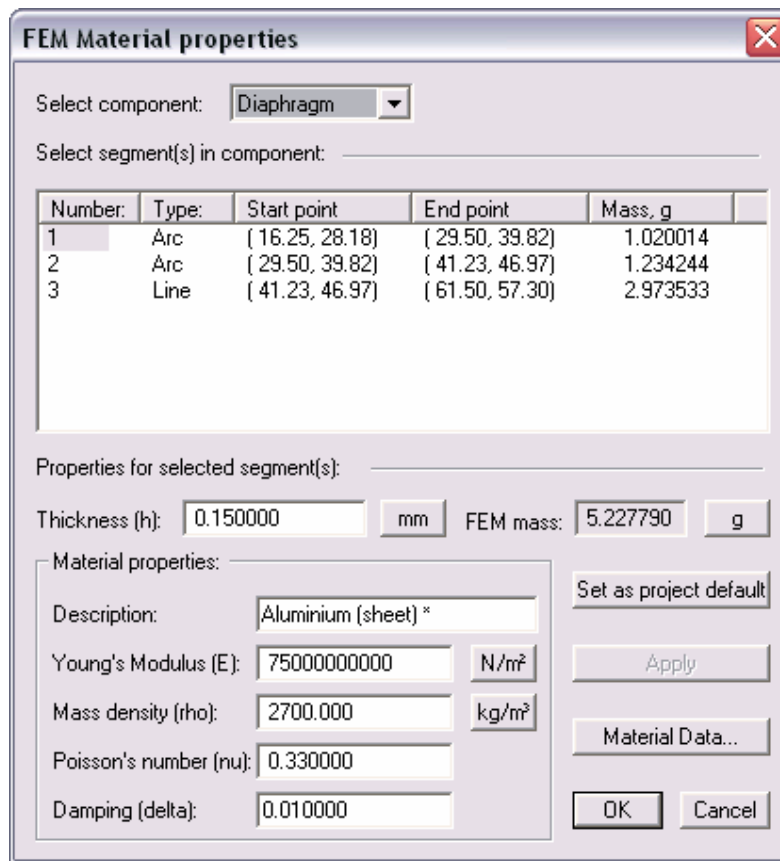 FEM Material properties
Select component: Diaphragm
Select segment(s) in component:
Number: Type: Start point End point Mass, g
1 Arc ( 16.25, 28.18) ( 29.50, 39.82) 1.020014
2 Arc ( 29.50, 39.82) ( 41.23, 46.97) 1.234244
3 Line ( 41.23, 46.97) ( 61.50, 57.30) 2.973533
Properties for selected segment(s):
Thickness (h): 0.150000 mm FEM mass: 5.227790 g
Material properties:
Set as project default
Description: Aluminium (sheet) *
Young's Modulus (E): 75000000000 N/m² Apply
Mass density (rho): 2700.000 kg/m³
Material Data...
Poisson's number (nu): 0.330000
Damping (delta): 0.010000 OK Cancel